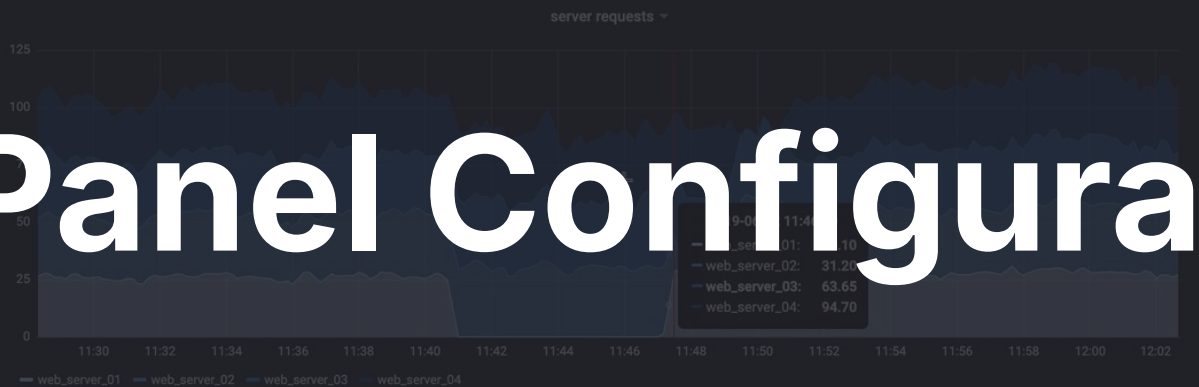 server requests
125
100
Panel Configura
50
25
0
web_server_02: 31.20
web_server_03: 63.65
web_server_04: 94.70
11:30 11:32 11:34 11:36 11:38 11:40 11:42 11:44 11:46 11:48 11:50 11:52 11:54 11:56 11:58 12:00 12:02
web_server_01 web_server_02 web_server_03 web_server_04